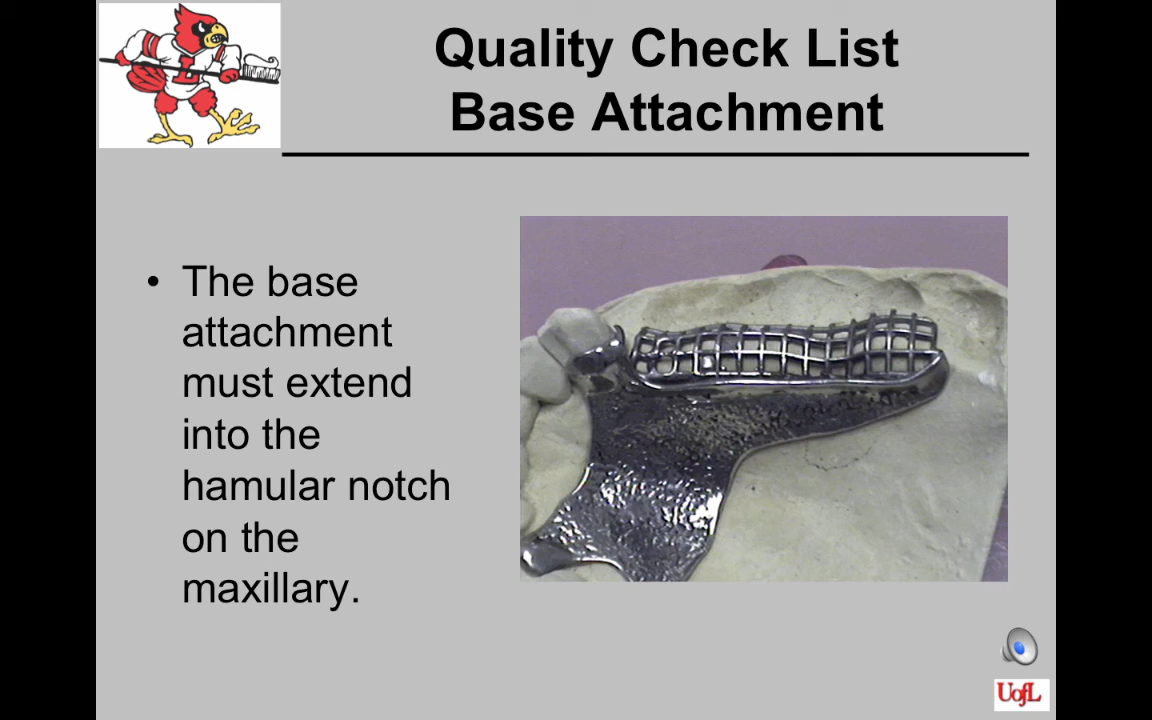 Quality Check List
Base Attachment
• The base
attachment
must extend
into the
hamular notch
on the
maxillary.
UofL